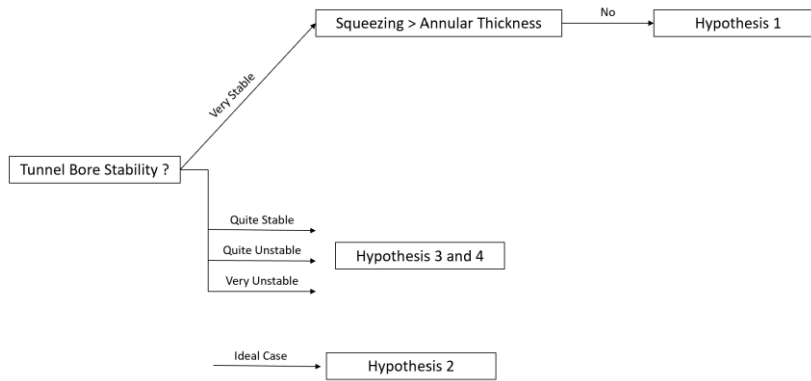 Squeezing > Annular Thickness
No
Hypothesis 1
Very Stable
Tunnel Bore Stability ?
Quite Stable
Quite Unstable
Hypothesis 3 and 4
Very Unstable
Ideal Case
Hypothesis 2